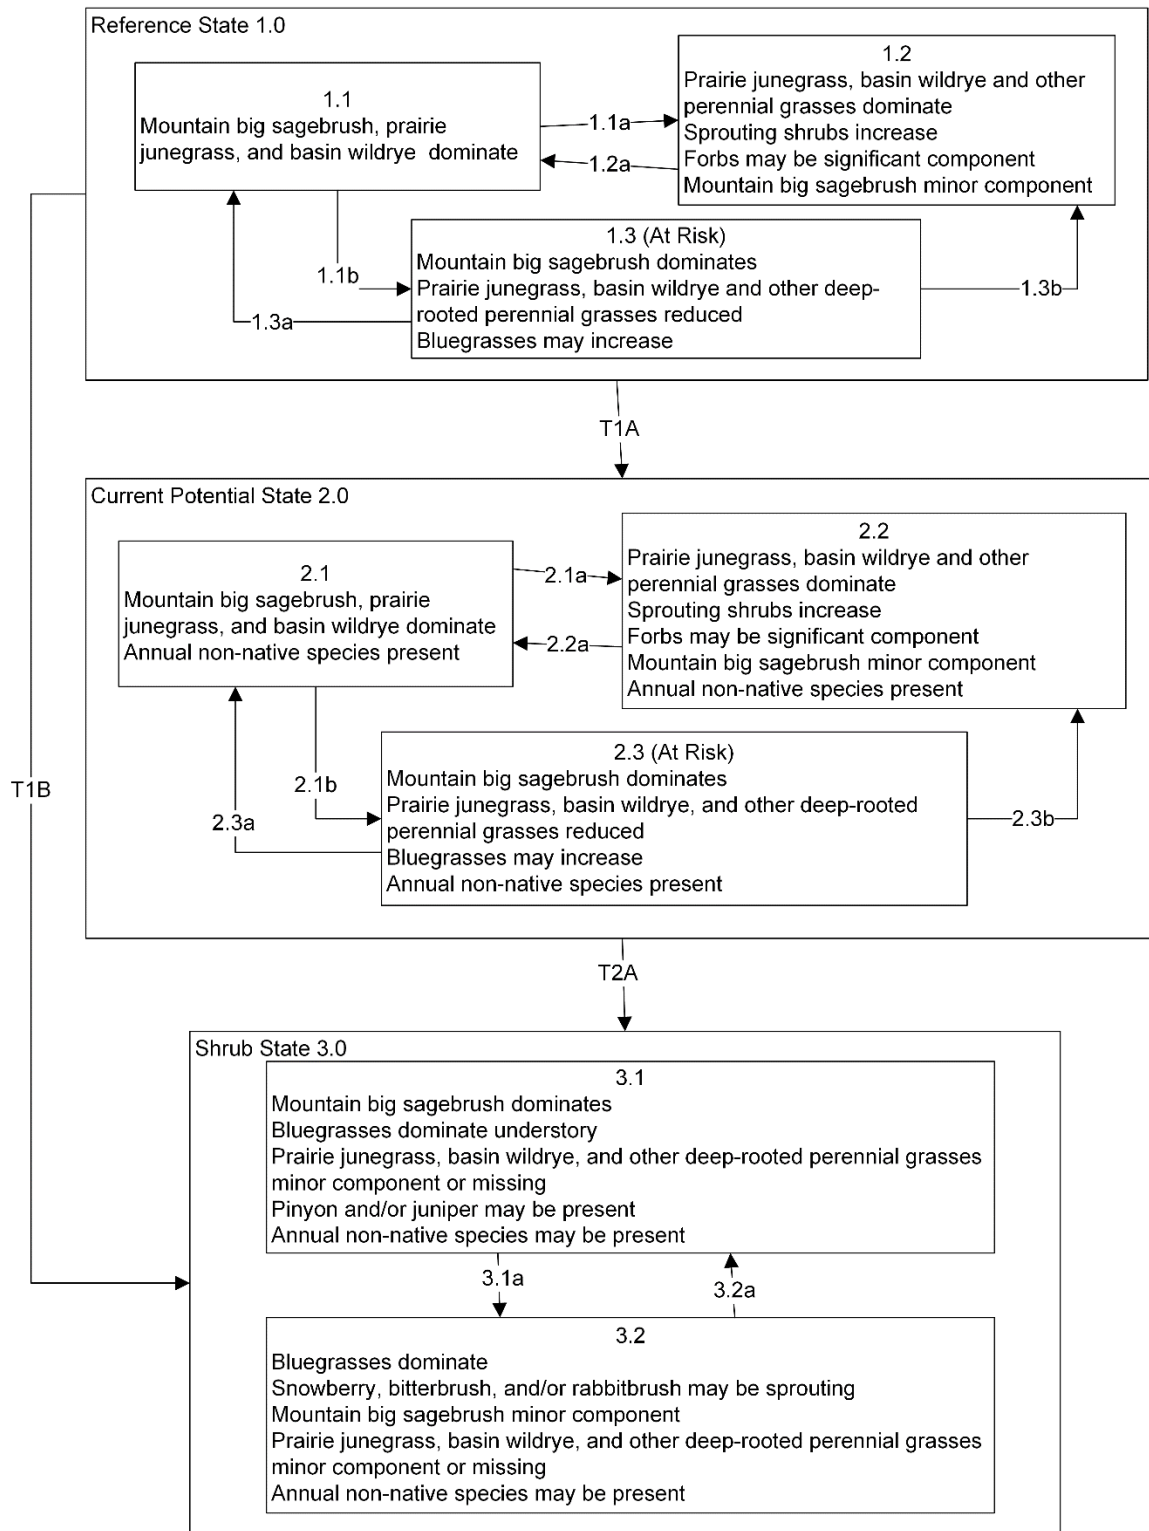 Reference State 1.0
1.1
Mountain big sagebrush, prairie
junegrass, and basin wildrye dominate
1.1a
1.2a
1.2
Prairie junegrass, basin wildrye and other
perennial grasses dominate
Sprouting shrubs increase
Forbs may be significant component
Mountain big sagebrush minor component
1.1b
1.3a
1.3 (At Risk)
Mountain big sagebrush dominates
Prairie junegrass, basin wildrye and other deep-
rooted perennial grasses reduced
Bluegrasses may increase
1.3b
T1A
T1B
Current Potential State 2.0
2.1
Mountain big sagebrush, prairie
junegrass, and basin wildrye dominate
Annual non-native species present
2.1a
2.2a
2.2
Prairie junegrass, basin wildrye and other
perennial grasses dominate
Sprouting shrubs increase
Forbs may be significant component
Mountain big sagebrush minor component
Annual non-native species present
2.1b
2.3a
2.3 (At Risk)
Mountain big sagebrush dominates
Prairie junegrass, basin wildrye, and other deep-rooted
perennial grasses reduced
Bluegrasses may increase
Annual non-native species present
2.3b
T2A
Shrub State 3.0
3.1
Mountain big sagebrush dominates
Bluegrasses dominate understory
Prairie junegrass, basin wildrye, and other deep-rooted perennial grasses
minor component or missing
Pinyon and/or juniper may be present
Annual non-native species may be present
3.1a
3.2a
3.2
Bluegrasses dominate
Snowberry, bitterbrush, and/or rabbitbrush may be sprouting
Mountain big sagebrush minor component
Prairie junegrass, basin wildrye, and other deep-rooted perennial grasses
minor component or missing
Annual non-native species may be present